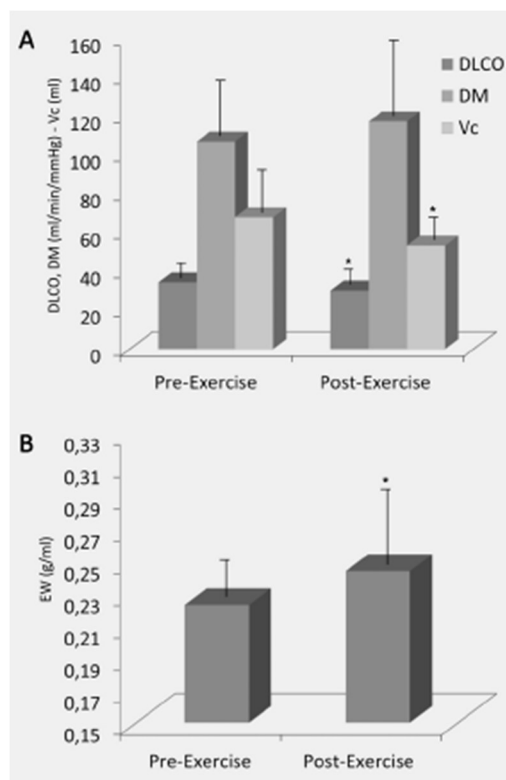 A
DLCO, DM (ml/min/mmHg) - Vc (ml)
160
140
120
100
80
60
40
20
0
DLCO
DM
Vc
*
*
Pre-Exercise
Post-Exercise
B
EW (g/ml)
0,33
0,31
0,29
0,27
0,25
0,23
0,21
0,19
0,17
0,15
*
Pre-Exercise
Post-Exercise